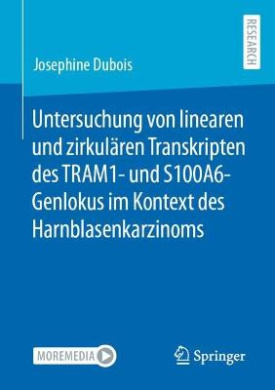 Josephine Dubois
RESEARCH
Untersuchung von linearen
und zirkulären Transkripten
des TRAM1- und S100A6-
Genlokus im Kontext des
Harnblasenkarzinoms
MOREMEDIA
Springer